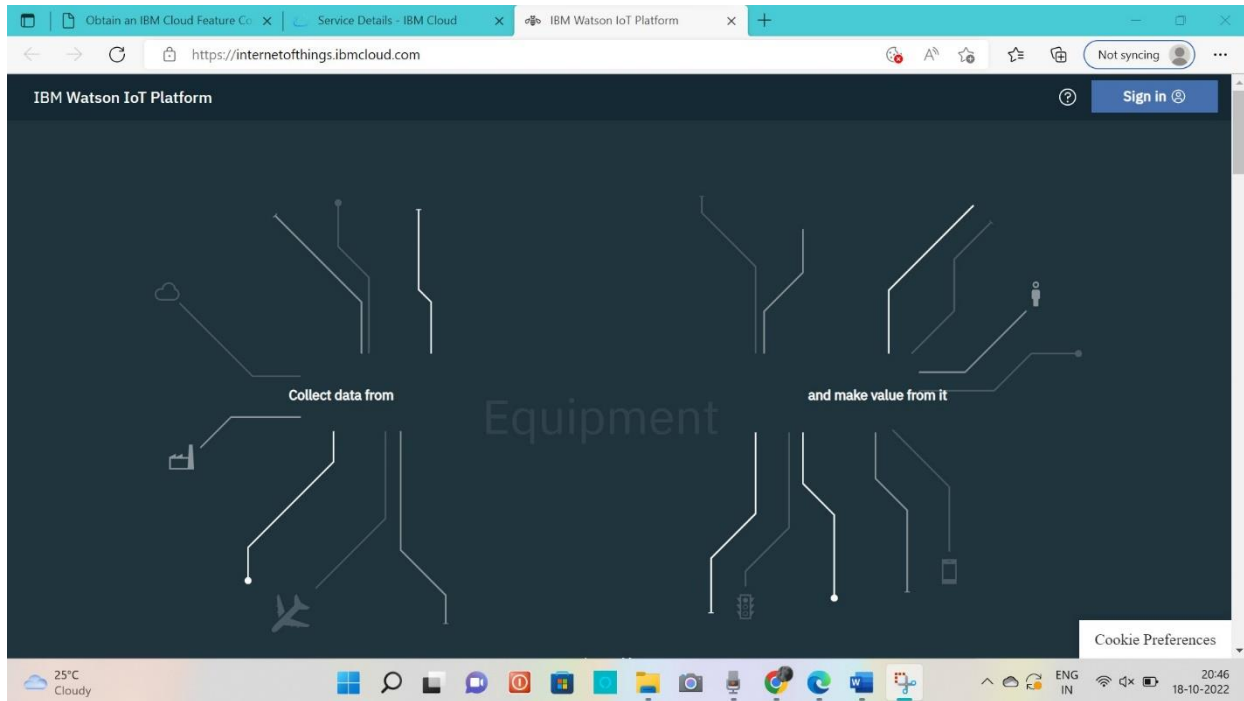 Obtain an IBM Cloud Feature Co
Service Details - IBM Cloud
IBM Watson IoT Platform
https://internetofthings.ibmcloud.com
Not syncing
IBM Watson IoT Platform
Sign in
Collect data from
Equipment
and make value from it
Cookie Preferences
25°C
Cloudy
ENG
IN
20:46
18-10-2022